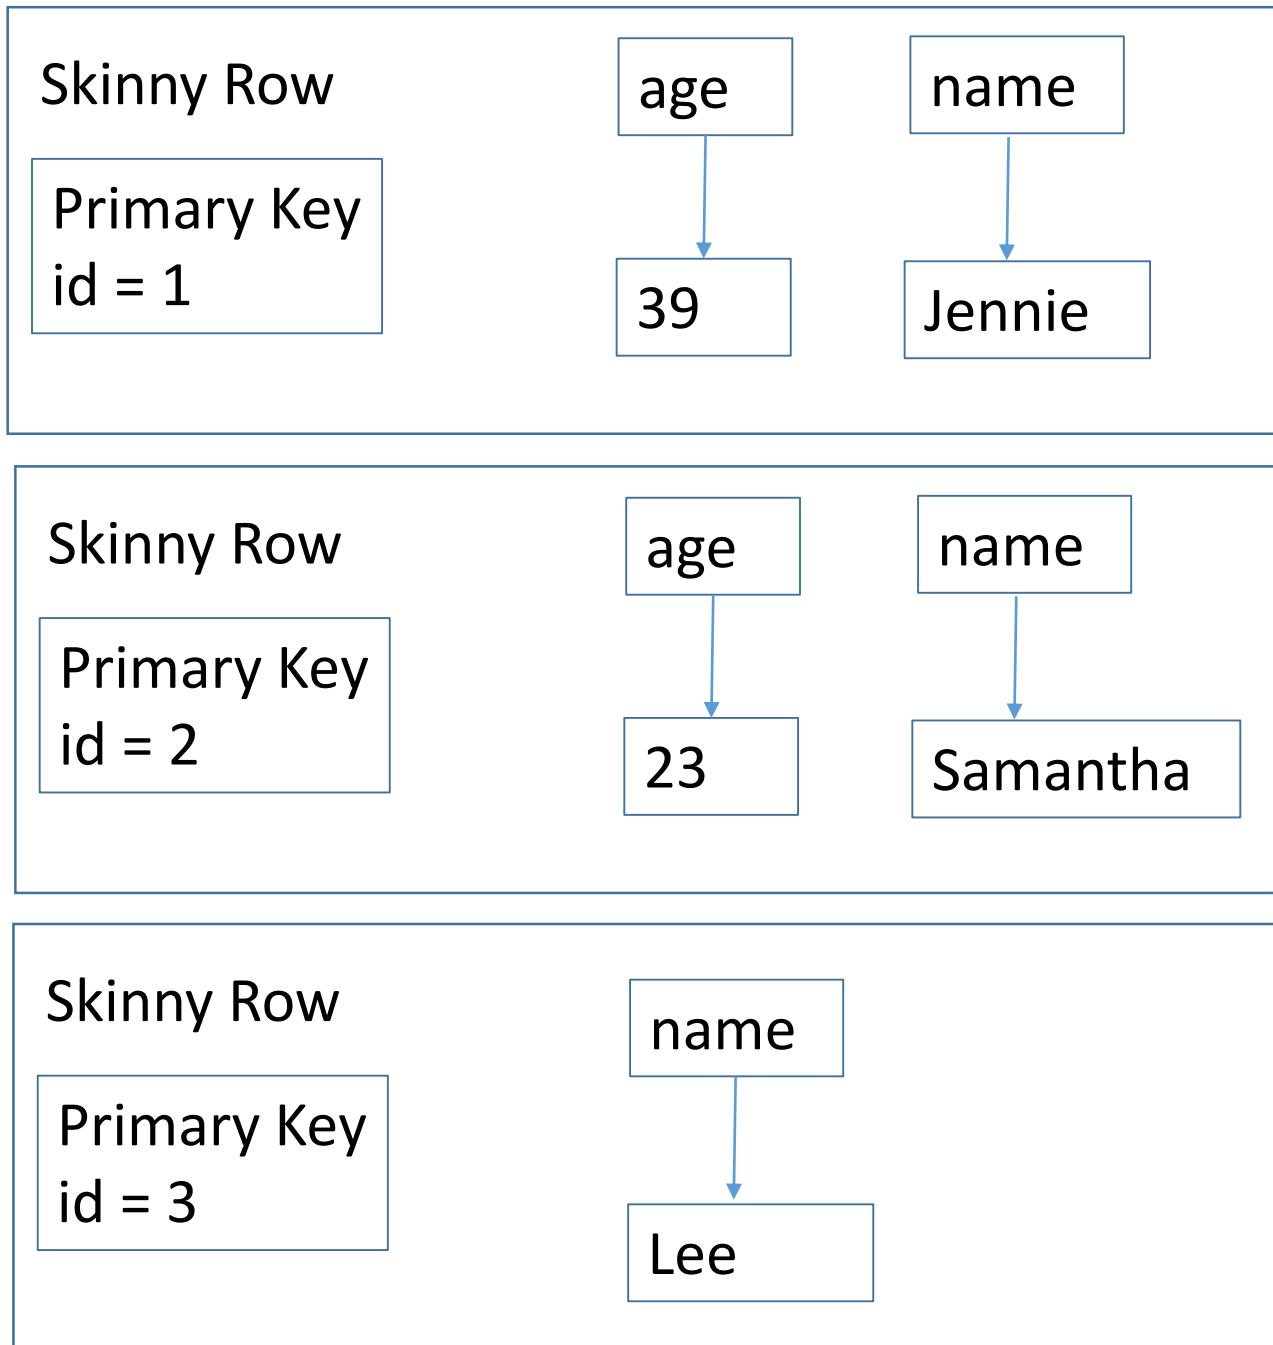 Skinny Row
age
name
Primary Key
id = 1
39
Jennie
Skinny Row
age
name
Primary Key
id = 2
23
Samantha
Skinny Row
name
Primary Key
id = 3
Lee